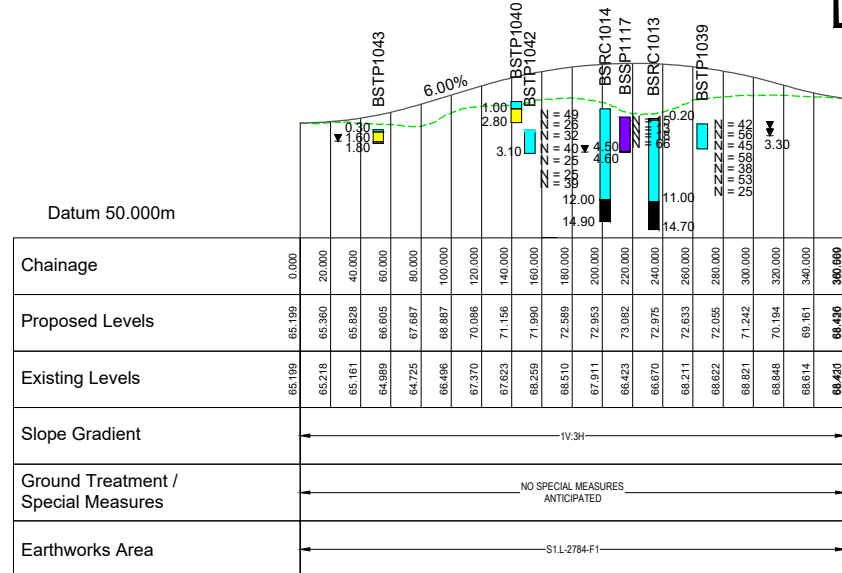 BSTP1043
BSTP1040
BSTP1042
BSRC1014
BSSP1117
BSRC1013
BSTP1039
6.00%
0.30
1.60
1.80
1.00
2.80
3.10
N = 49
N = 26
N = 32
N = 40
N = 25
N = 25
N = 39
4.50
4.60
12.00
14.90
N = 66
0.20
11.00
14.70
N = 42
N = 56
N = 45
N = 58
N = 38
N = 53
N = 25
3.30
Datum 50.000m
Chainage 0.000 20.000 40.000 60.000 80.000 100.000 120.000 140.000 160.000 180.000 200.000 220.000 240.000 260.000 280.000 300.000 320.000 340.000
Proposed Levels 65.199 65.360 65.828 66.605 67.687 68.887 70.086 71.156 71.990 72.589 72.953 73.082 72.975 72.633 72.055 71.242 70.194 69.161
Existing Levels 65.199 65.218 65.161 64.989 64.725 66.496 67.370 67.623 68.259 68.510 67.911 66.423 66.670 68.211 68.622 68.821 68.848 68.614
Slope Gradient
1V:3H
Ground Treatment /
Special Measures
NO SPECIAL MEASURES
ANTICIPATED
Earthworks Area
S1.L-2784-F1